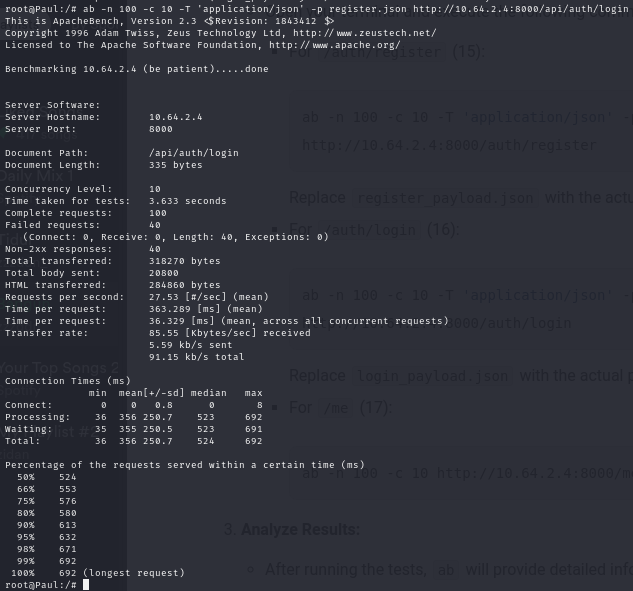 root@Paul:/# ab -n 100 -c 10 -T 'application/json' -p register.json http://10.64.2.4:8000/api/auth/login
This is ApacheBench, Version 2.3 <$Revision: 1843412 $>
Copyright 1996 Adam Twiss, Zeus Technology Ltd, http://www.zeustech.net/
Licensed to The Apache Software Foundation, http://www.apache.org/
Benchmarking 10.64.2.4 (be patient).....done
Server Software:
Server Hostname: 10.64.2.4
Server Port: 8000
Document Path: /api/auth/login
Document Length: 335 bytes
Concurrency Level: 10
Time taken for tests: 3.633 seconds
Complete requests: 100
Failed requests: 40
(Connect: 0, Receive: 0, Length: 40, Exceptions: 0)
Non-2xx responses: 40
Total transferred: 318270 bytes
Total body sent: 20800
HTML transferred: 284860 bytes
Requests per second: 27.53 [#/sec] (mean)
Time per request: 363.289 [ms] (mean)
Time per request: 36.329 [ms] (mean, across all concurrent requests)
Transfer rate: 85.55 [Kbytes/sec] received
5.59 kb/s sent
91.15 kb/s total
Connection Times (ms)
min mean[+/-sd] median max
Connect: 0 0 0.8 0 8
Processing: 36 356 250.7 523 692
Waiting: 35 355 250.5 523 691
Total: 36 356 250.7 524 692
Percentage of the requests served within a certain time (ms)
50% 524
66% 553
75% 576
80% 580
90% 613
95% 632
98% 671
99% 692
100% 692 (longest request)
root@Paul:/#
For /auth/register (15):
ab -n 100 -c 10 -T 'application/json' -p
http://10.64.2.4:8000/auth/register
Replace register_payload.json with the actu
For /auth/login (16):
ab -n 100 -c 10 -T 'application/json' -p
http://10.64.2.4:8000/auth/login
Replace login_payload.json with the actual p
For /me (17):
ab -n 100 -c 10 http://10.64.2.4:8000/me
3. Analyze Results:
After running the tests, ab will provide detailed info
Daily Mix 1
Your Top Songs 2